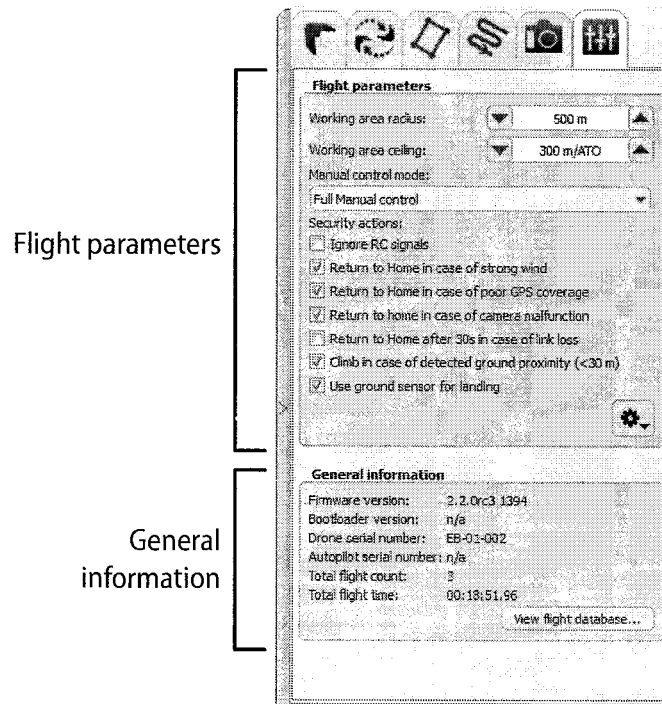 Flight parameters
Flight parameters
Working area radius: 500 m
Working area ceiling: 300 m/ATO
Manual control mode:
Full Manual control
Security actions:
Ignore RC signals
Return to Home in case of strong wind
Return to Home in case of poor GPS coverage
Return to home in case of camera malfunction
Return to Home after 30s in case of link loss
Climb in case of detected ground proximity (<30 m)
Use ground sensor for landing
General information
General information
Firmware version: 2.2.0rc3 1394
Bootloader version: n/a
Drone serial number: EB-01-002
Autopilot serial number: n/a
Total flight count: 3
Total flight time: 00:18:51.96
View flight database...